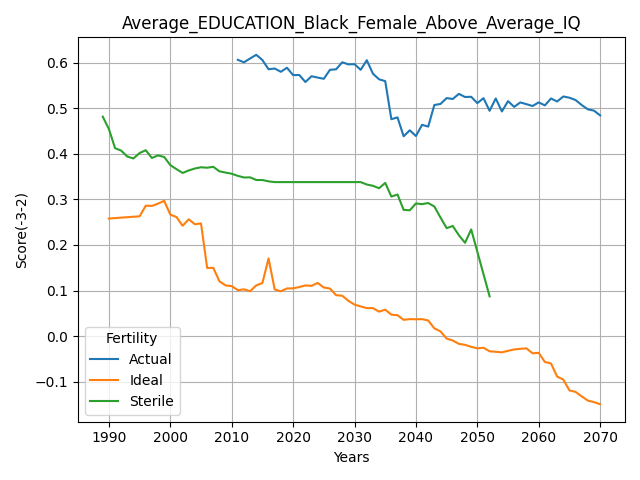 Average_EDUCATION_Black_Female_Above_Average_IQ
Score(-3-2)
0.6
0.5
0.4
0.3
0.2
0.1
0.0
−0.1
Fertility
Actual
Ideal
Sterile
1990 2000 2010 2020 2030 2040 2050 2060 2070
Years